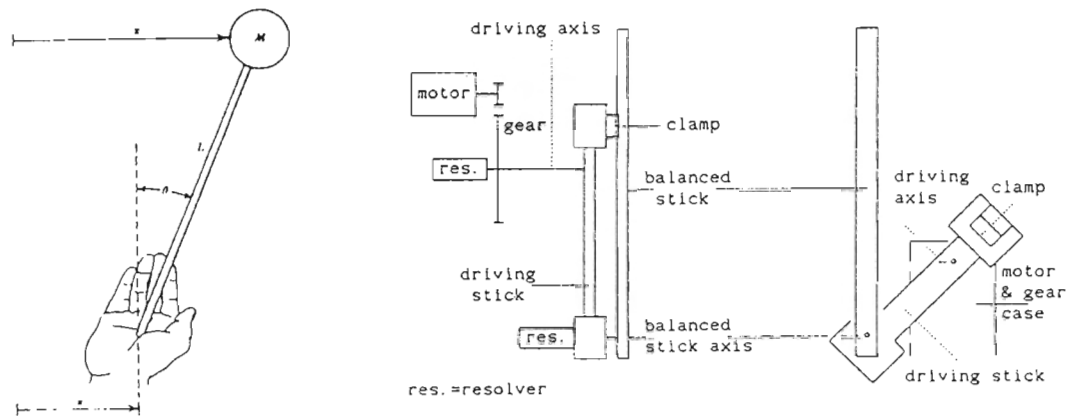 x
M
L
θ
x
driving axis
motor
gear
clamp
res.
balanced
stick
driving
axis
clamp
driving
stick
motor
& gear
case
res.
balanced
stick axis
driving stick
res.=resolver